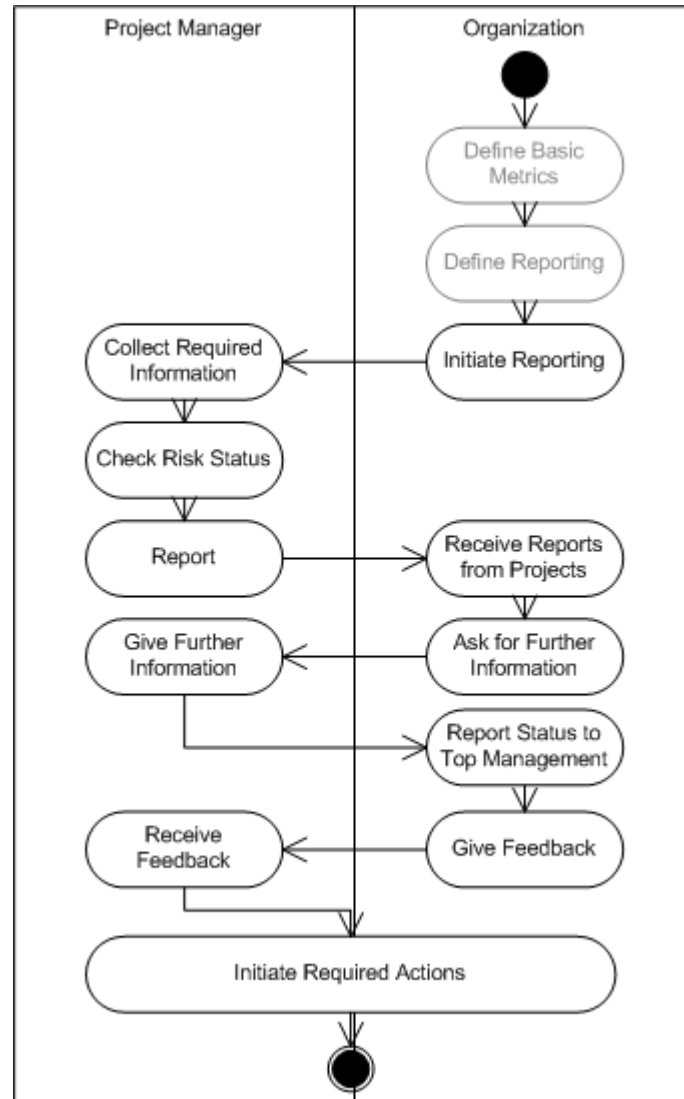 Project Manager
Organization
Define Basic
Metrics
Define Reporting
Collect Required
Information
Initiate Reporting
Check Risk Status
Report
Receive Reports
from Projects
Give Further
Information
Ask for Further
Information
Report Status to
Top Management
Receive
Feedback
Give Feedback
Initiate Required Actions